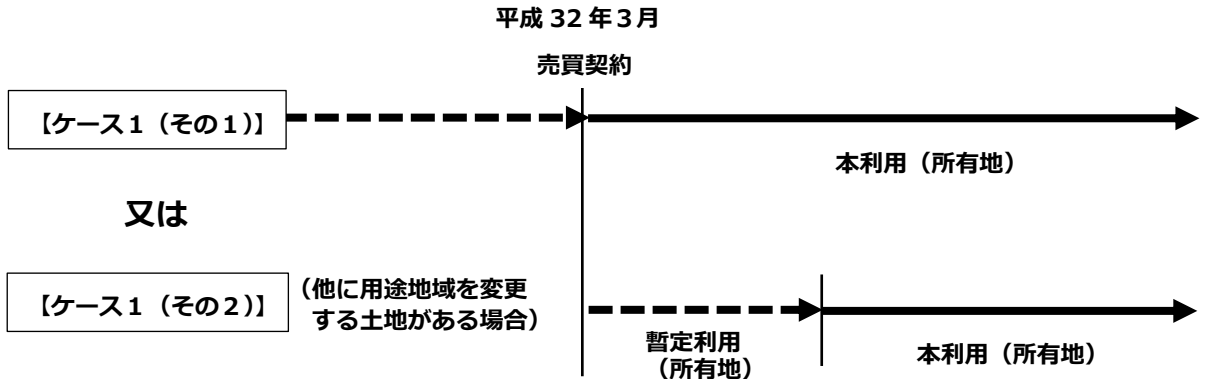 平成 32 年３月
売買契約
【ケース１（その１）】
本利用（所有地）
又は
【ケース１（その２）】
（他に用途地域を変更
する土地がある場合）
暫定利用
（所有地）
本利用（所有地）